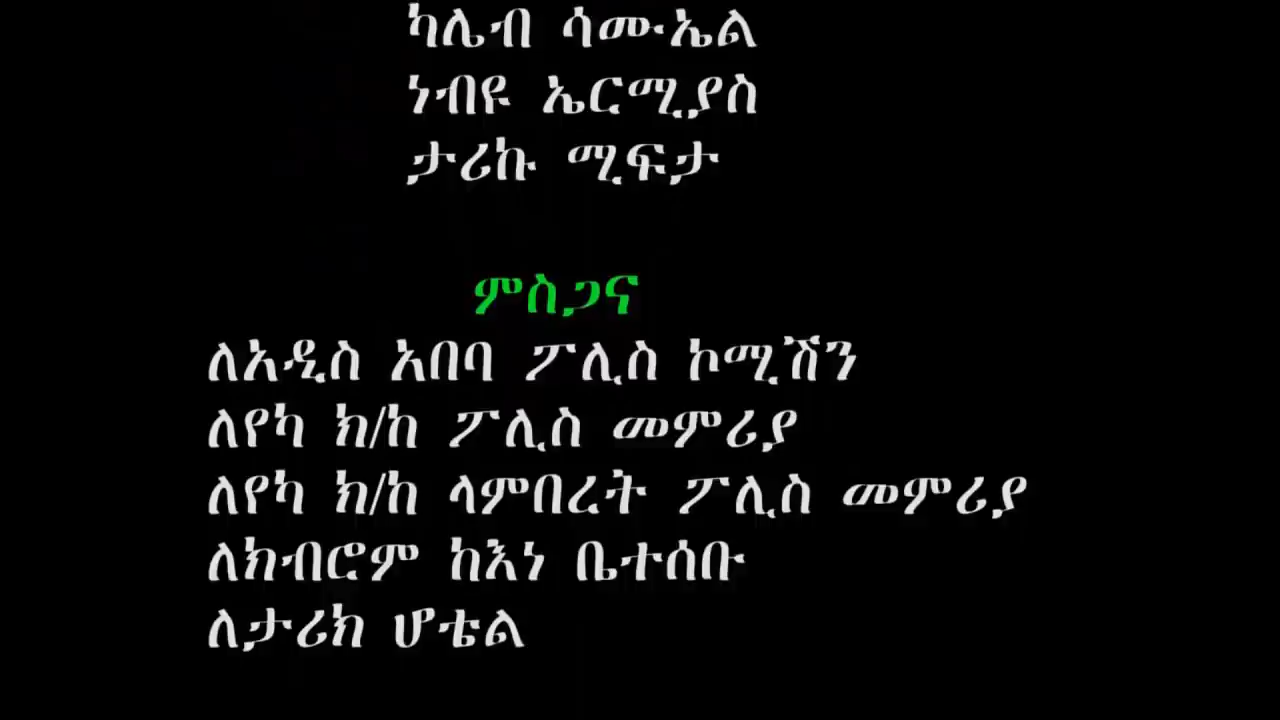 ካሌብ ሳሙኤል
ነብዩ ኤርሚያስ
ታሪኩ ሚፍታ
ምስጋና
ለአዲስ አበባ ፖሊስ ኮሚሽን
ለየካ ክ/ከ ፖሊስ መምሪያ
ለየካ ክ/ከ ላምበረት ፖሊስ መምሪያ
ለክብሮም ከእነ ቤተሰቡ
ለታሪክ ሆቴል